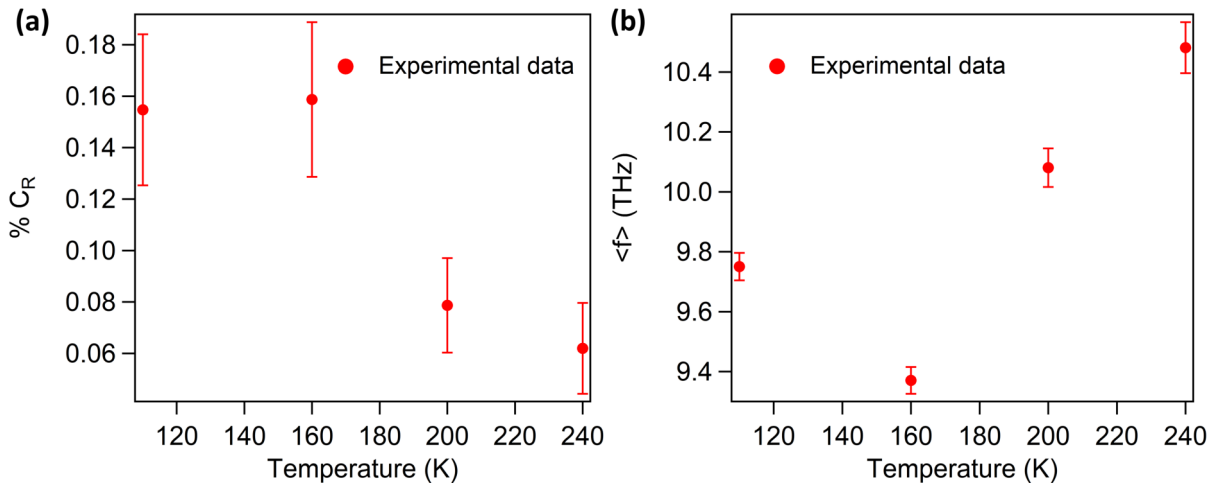 (a)
0.18
0.16
0.14
0.12
0.10
0.08
0.06
% CR
Experimental data
120 140 160 180 200 220 240
Temperature (K)
(b)
10.4
10.2
10.0
9.8
9.6
9.4
<f> (THz)
Experimental data
120 140 160 180 200 220 240
Temperature (K)